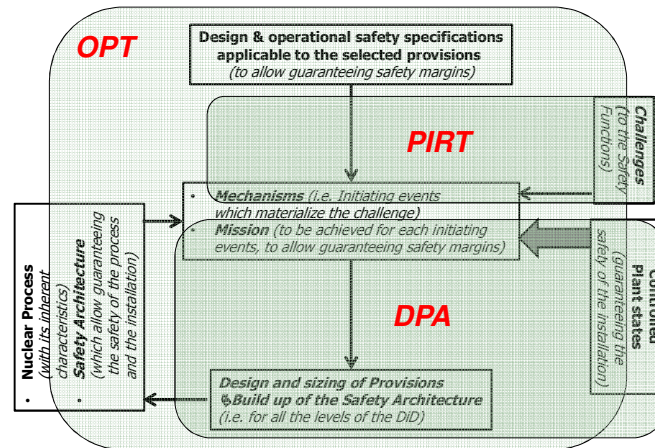 OPT
Design & operational safety specifications
applicable to the selected provisions
(to allow guaranteeing safety margins)
PIRT
Challenges
(to the Safety
Functions)
• Mechanisms (i.e. Initiating events
which materialize the challenge)
• Mission (to be achieved for each initiating
events, to allow guaranteeing safety margins)
• Nuclear Process
(with its inherent
characteristics)
• Safety Architecture
(which allow guaranteeing
the safety of the process
and the installation)
Controlled
Plant states
(guaranteeing the
safety of the installation)
DPA
Design and sizing of Provisions
Build up of the Safety Architecture
(i.e. for all the levels of the DiD)